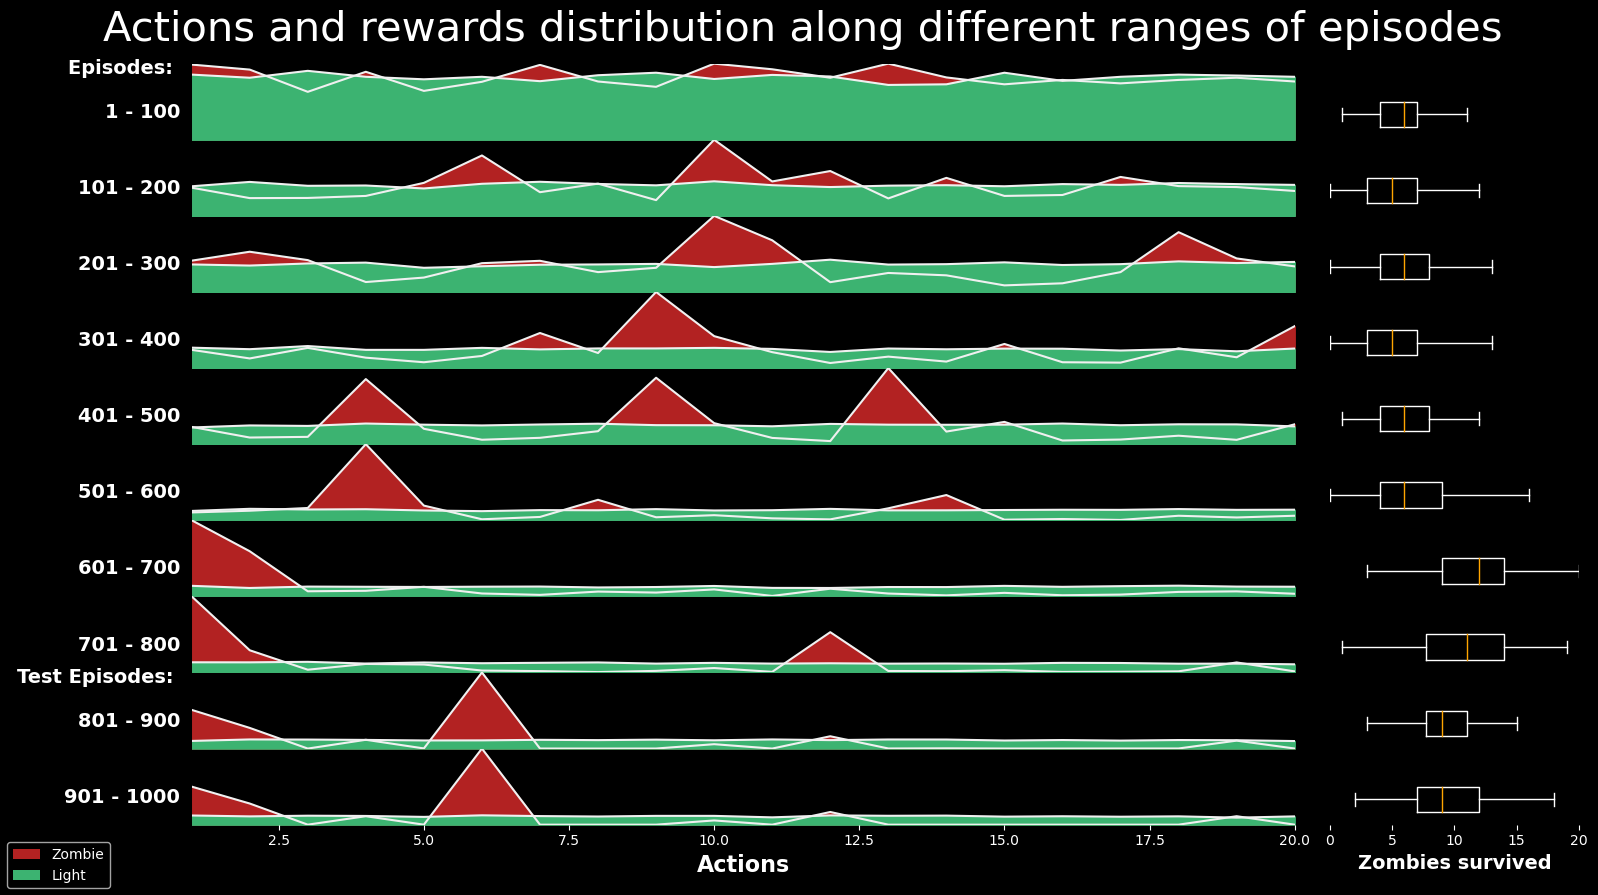 Actions and rewards distribution along different ranges of episodes
Episodes:
1 - 100
101 - 200
201 - 300
301 - 400
401 - 500
501 - 600
601 - 700
701 - 800
Test Episodes:
801 - 900
901 - 1000
2.5 5.0 7.5 10.0 12.5 15.0 17.5 20.0 0 5 10 15 20
Actions Zombies survived
Zombie
Light